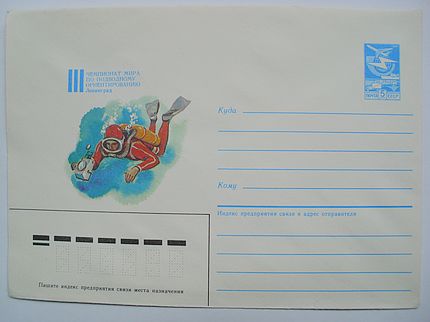 III
ЧЕМПИОНАТ МИРА
ПО ПОДВОДНОМУ
ОРИЕНТИРОВАНИЮ
Ленинград
ПОЧТА 5 СССР
Куда
Кому
Индекс предприятия связи и адрес отправителя
Пишите индекс предприятия связи места назначения